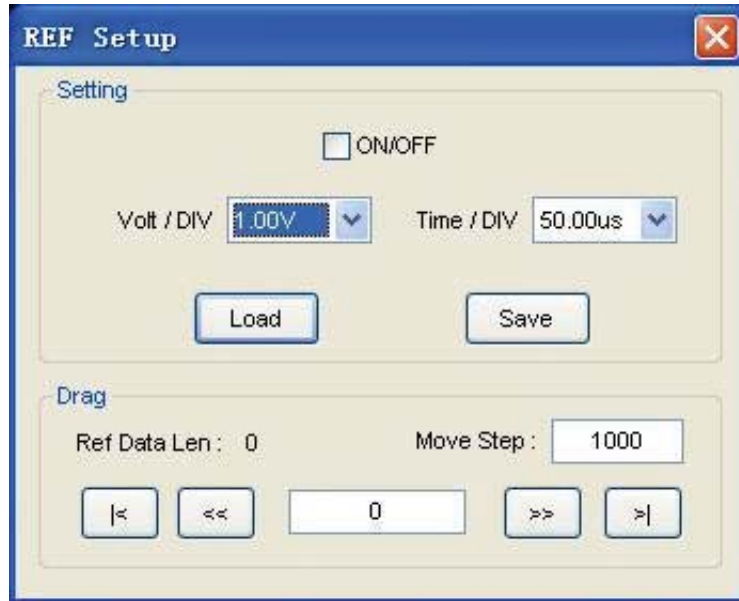 REF Setup
Setting
ON/OFF
Volt / DIV 1.00V Time / DIV 50.00us
Load Save
Drag
Ref Data Len : 0 Move Step : 1000
|< << 0 >> >|